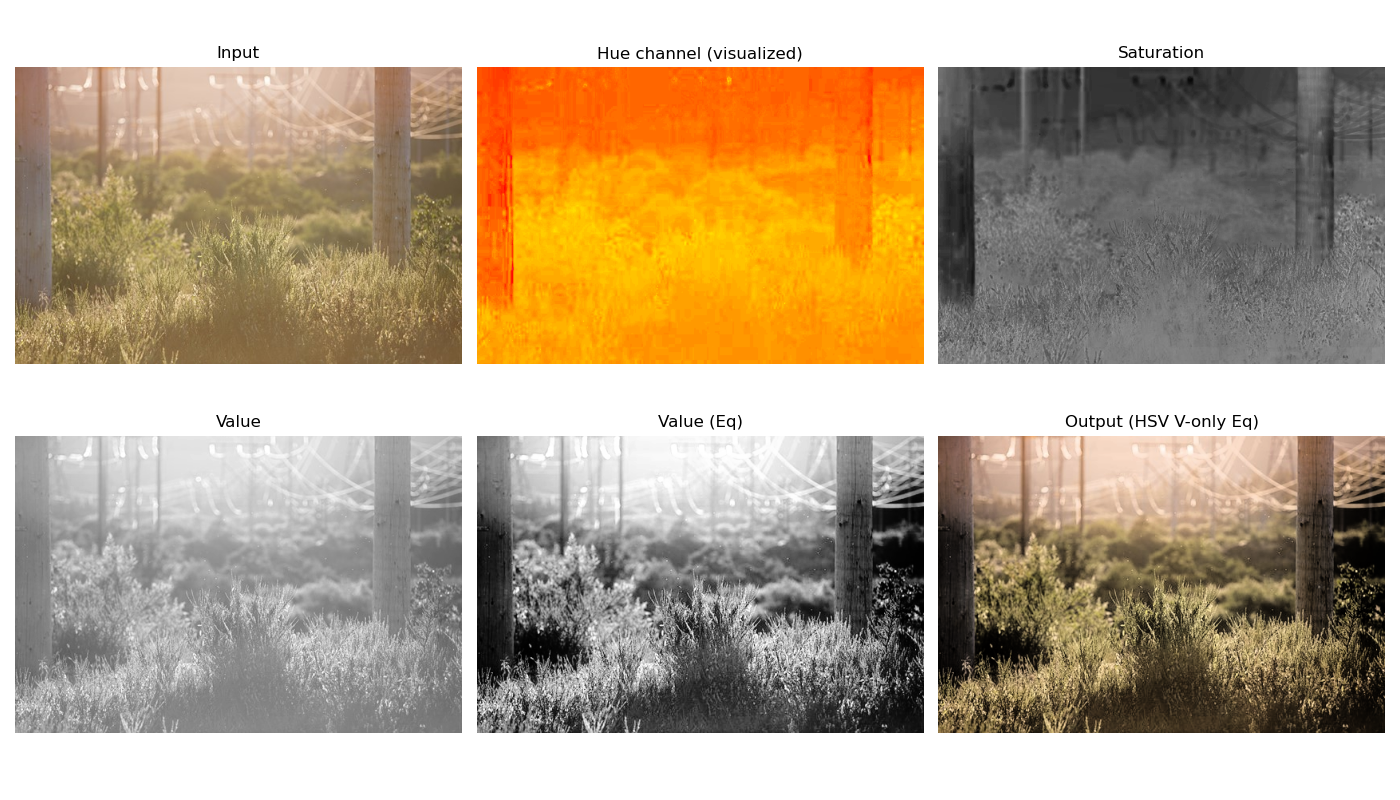 Input
Hue channel (visualized)
Saturation
Value
Value (Eq)
Output (HSV V-only Eq)